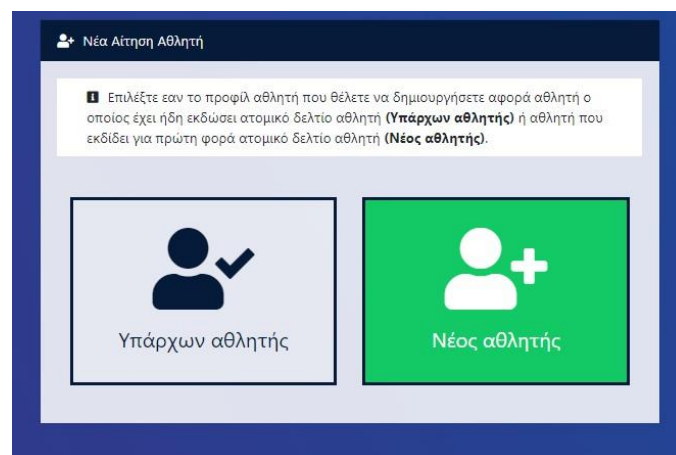 Νέα Αίτηση Αθλητή
Επιλέξτε εαν το προφίλ αθλητή που θέλετε να δημιουργήσετε αφορά αθλητή ο
οποίος έχει ήδη εκδώσει ατομικό δελτίο αθλητή (Υπάρχων αθλητής) ή αθλητή που
εκδίδει για πρώτη φορά ατομικό δελτίο αθλητή (Νέος αθλητής).
Υπάρχων αθλητής
Νέος αθλητής